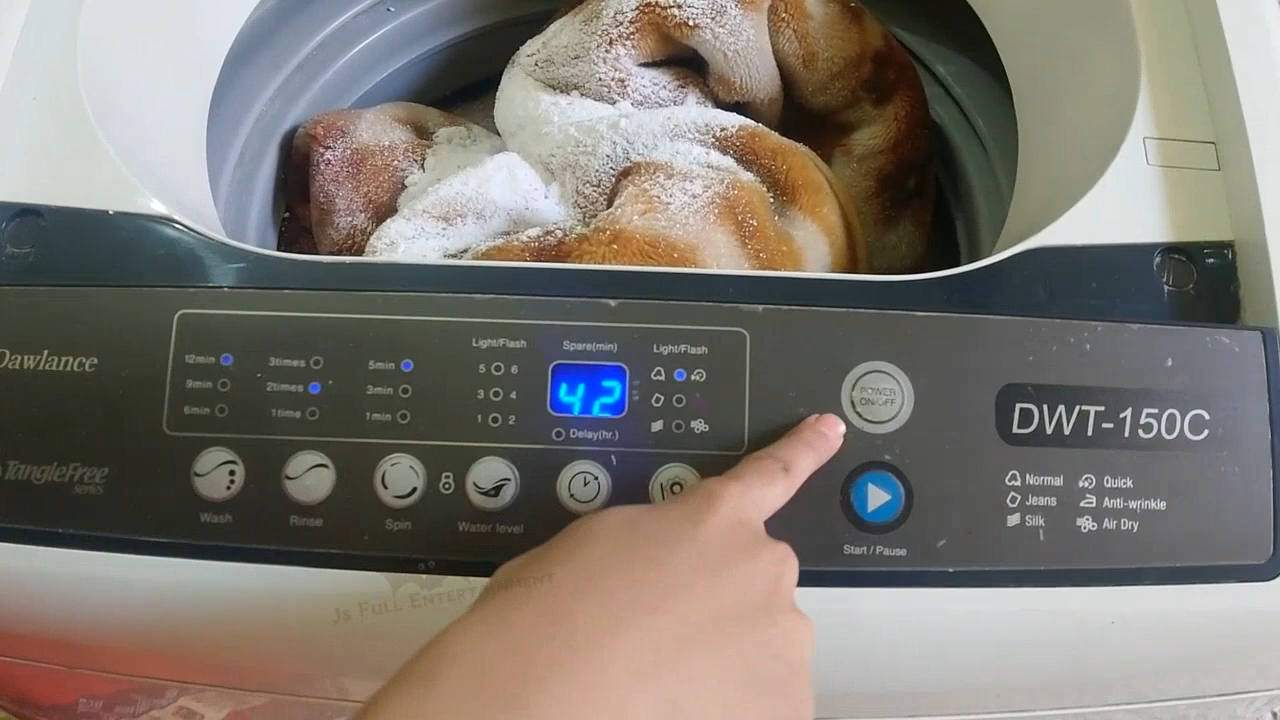 Dawlance
TangleFree
series
12min
9min
6min
3times
2times
1time
5min
3min
1min
Light/Flash
5 6
3 4
1 2
Spare(min)
42
Delay(hr.)
Light/Flash
Wash
Rinse
Spin
Water level
POWER
ON/OFF
Start / Pause
DWT-150C
Normal Quick
Jeans Anti-wrinkle
Silk Air Dry
Js Full Entertainment